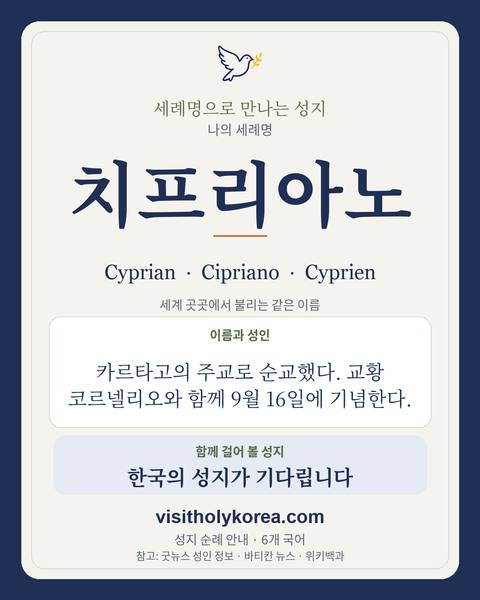 세례명으로 만나는 성지
나의 세례명
치프리아노
Cyprian · Cipriano · Cyprien
세계 곳곳에서 불리는 같은 이름
이름과 성인
카르타고의 주교로 순교했다. 교황
코르넬리오와 함께 9월 16일에 기념한다.
함께 걸어 볼 성지
한국의 성지가 기다립니다
visitholykorea.com
성지 순례 안내 · 6개 국어
참고: 굿뉴스 성인 정보 · 바티칸 뉴스 · 위키백과